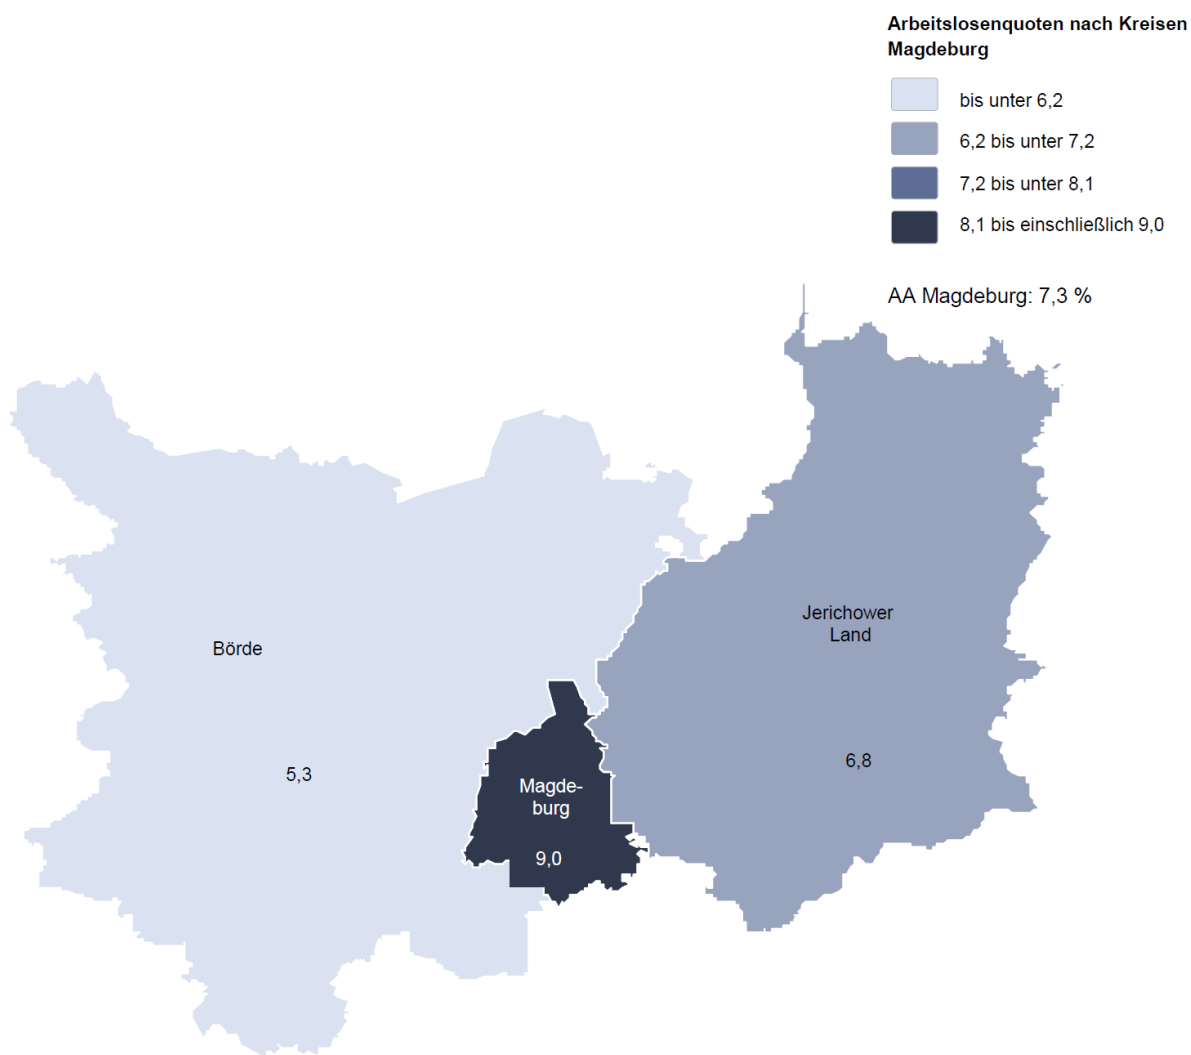 Arbeitslosenquoten nach Kreisen
Magdeburg
bis unter 6,2
6,2 bis unter 7,2
7,2 bis unter 8,1
8,1 bis einschließlich 9,0
AA Magdeburg: 7,3 %
Jerichower
Land
Börde
6,8
5,3
Magde-
burg
9,0